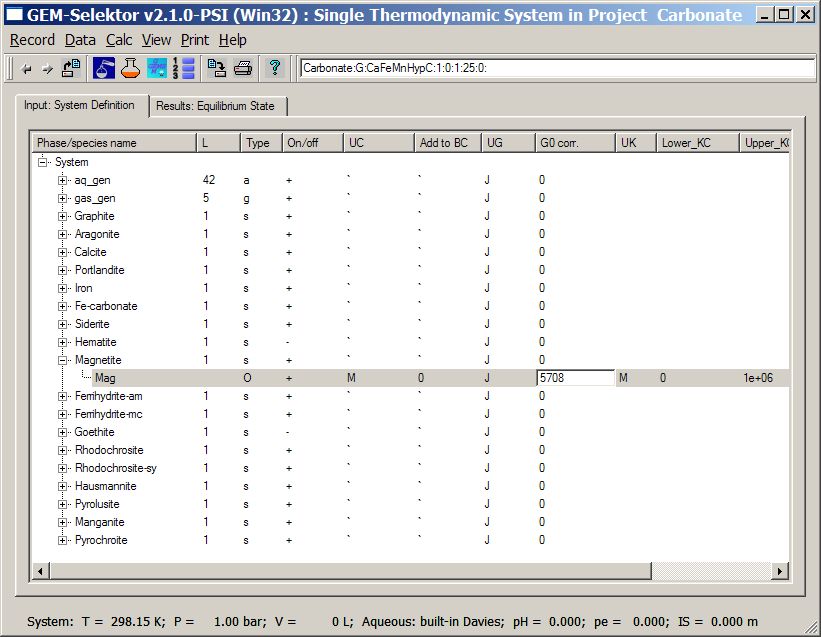 GEM-Selektor v2.1.0-PSI (Win32) : Single Thermodynamic System in Project Carbonate
Record Data Calc View Print Help
Carbonate:G:CaFeMnHypC:1:0:1:25:0:
Input: System Definition Results: Equilibrium State
Phase/species name L Type On/off UC Add to BC UG G0 corr. UK Lower_KC Upper_KC
System
aq_gen 42 a + ` ` J 0
gas_gen 5 g + ` ` J 0
Graphite 1 s + ` ` J 0
Aragonite 1 s + ` ` J 0
Calcite 1 s + ` ` J 0
Portlandite 1 s + ` ` J 0
Iron 1 s + ` ` J 0
Fe-carbonate 1 s + ` ` J 0
Siderite 1 s + ` ` J 0
Hematite 1 s - ` ` J 0
Magnetite 1 s + ` ` J 0
Mag O + M 0 J 5708 M 0 1e+06
Ferrihydrite-am 1 s + ` ` J 0
Ferrihydrite-mc 1 s + ` ` J 0
Goethite 1 s - ` ` J 0
Rhodochrosite 1 s + ` ` J 0
Rhodochrosite-sy 1 s + ` ` J 0
Hausmannite 1 s + ` ` J 0
Pyrolusite 1 s + ` ` J 0
Manganite 1 s + ` ` J 0
Pyrochroite 1 s + ` ` J 0
System: T = 298.15 K; P = 1.00 bar; V = 0 L; Aqueous: built-in Davies; pH = 0.000; pe = 0.000; IS = 0.000 m